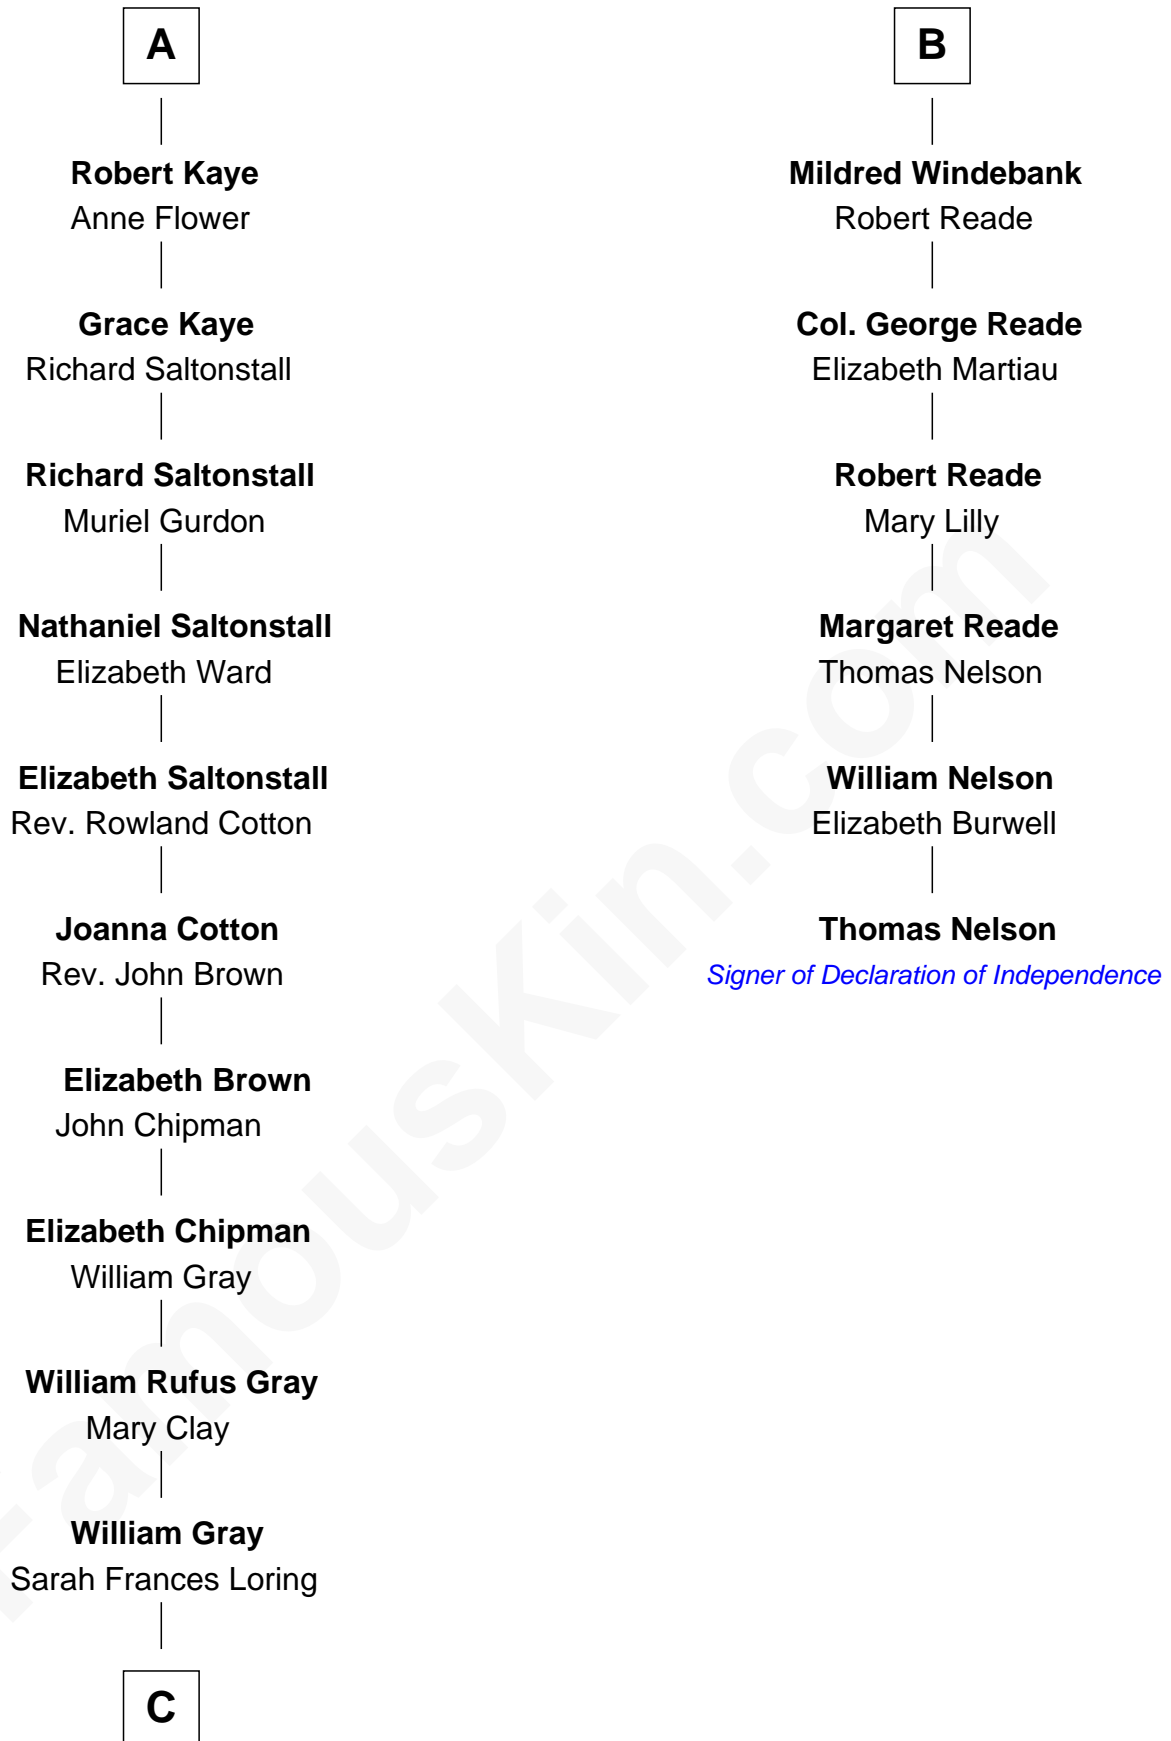 A
Robert Kaye
Anne Flower
Grace Kaye
Richard Saltonstall
Richard Saltonstall
Muriel Gurdon
Nathaniel Saltonstall
Elizabeth Ward
Elizabeth Saltonstall
Rev. Rowland Cotton
Joanna Cotton
Rev. John Brown
Elizabeth Brown
John Chipman
Elizabeth Chipman
William Gray
William Rufus Gray
Mary Clay
William Gray
Sarah Frances Loring
C
B
Mildred Windebank
Robert Reade
Col. George Reade
Elizabeth Martiau
Robert Reade
Mary Lilly
Margaret Reade
Thomas Nelson
William Nelson
Elizabeth Burwell
Thomas Nelson
Signer of Declaration of Independence
FamousKin.com